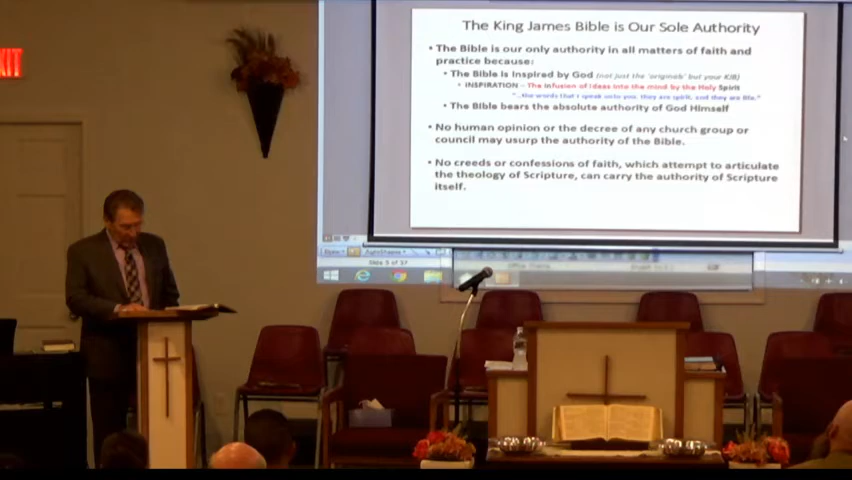 The King James Bible is Our Sole Authority
• The Bible is our only authority in all matters of faith and
practice because:
• The Bible is Inspired by God (not just the 'originals' but your KJB)
• INSPIRATION – The Infusion of Ideas into the mind by the Holy Spirit
"...the words that I speak unto you, they are spirit, and they are life."
• The Bible bears the absolute authority of God Himself
• No human opinion or the decree of any church group or
council may usurp the authority of the Bible.
• No creeds or confessions of faith, which attempt to articulate
the theology of Scripture, can carry the authority of Scripture
itself.
Slide 5 of 27